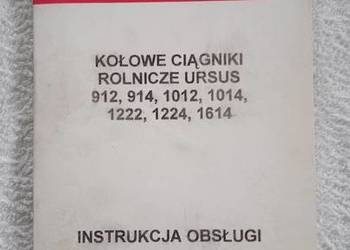 KOŁOWE CIĄGNIKI
ROLNICZE URSUS
912, 914, 1012, 1014,
1222, 1224, 1614
INSTRUKCJA OBSŁUGI